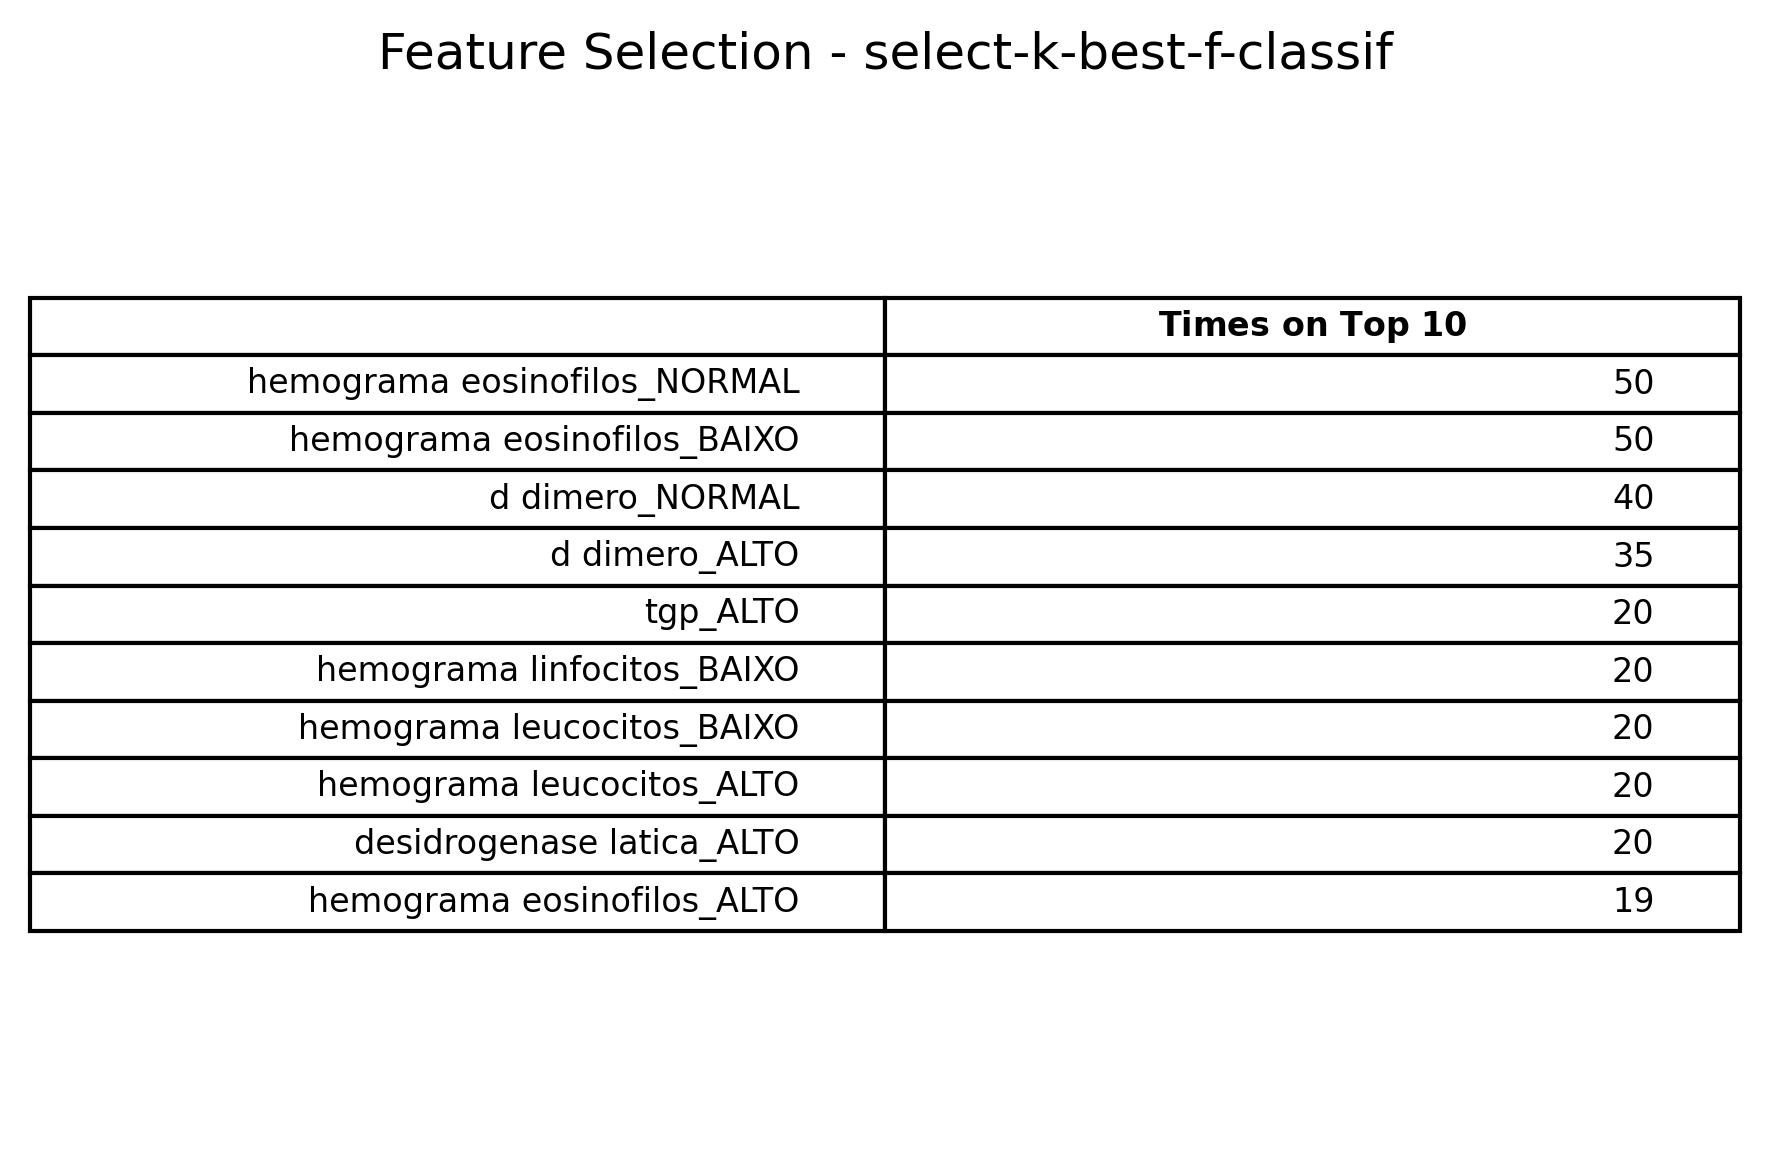 Feature Selection - select-k-best-f-classif
Times on Top 10
hemograma eosinofilos_NORMAL 50
hemograma eosinofilos_BAIXO 50
d dimero_NORMAL 40
d dimero_ALTO 35
tgp_ALTO 20
hemograma linfocitos_BAIXO 20
hemograma leucocitos_BAIXO 20
hemograma leucocitos_ALTO 20
desidrogenase latica_ALTO 20
hemograma eosinofilos_ALTO 19